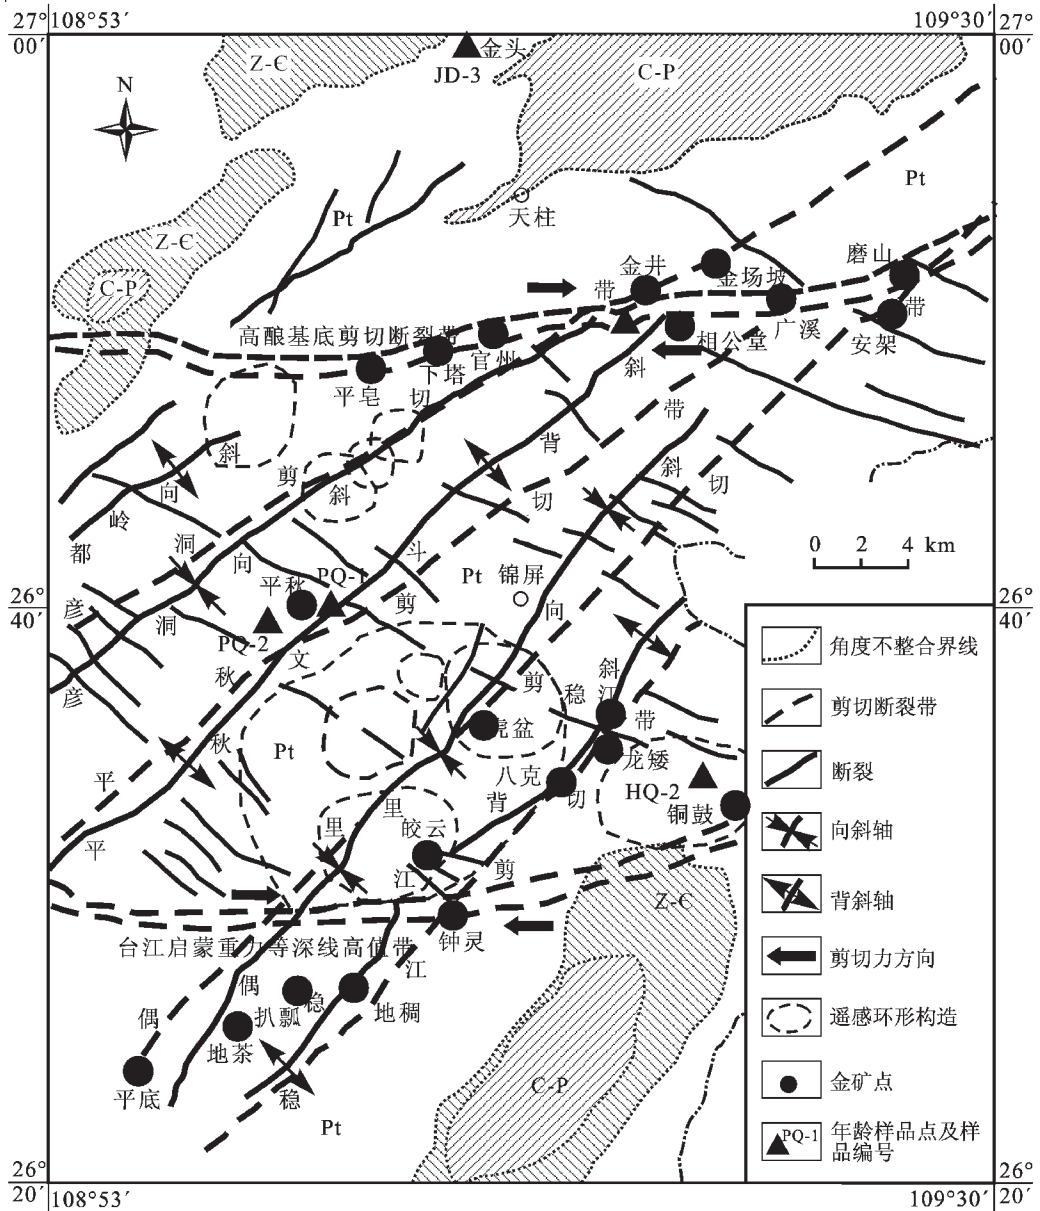 27° 108°53′
109°30′ 27°
00′
00′
Z-Є
金头
JD-3
C-P
N
Pt
Pt
天柱
Z-Є
C-P
磨山
金井
带
金场坡
带
高酿基底剪切断裂带
官州
下塔
相公堂
广溪
安架
平皂
切
斜
带
斜
背
剪
斜
向
切
斜
切
岭
都
洞
向
斗
0 2 4 km
PQ-1
平秋
Pt
锦屏
26°
40′
26°
40′
彦
洞
剪
向
PQ-2
秋
文
彦
剪
稳
斜
江
带
秋
Pt
虎盆
龙矮
平
八克
切
HQ-2
铜鼓
背
里
里
皎云
平
江
剪
Z-Є
台江启蒙重力等深线高值带
钟灵
江
偶
稳
偶
扒瓢
地稠
地茶
平底
稳
Pt
C-P
角度不整合界线
剪切断裂带
断裂
向斜轴
背斜轴
剪切力方向
遥感环形构造
金矿点
PQ-1
年龄样品点及样
品编号
26°
20′
108°53′
109°30′
26°
20′